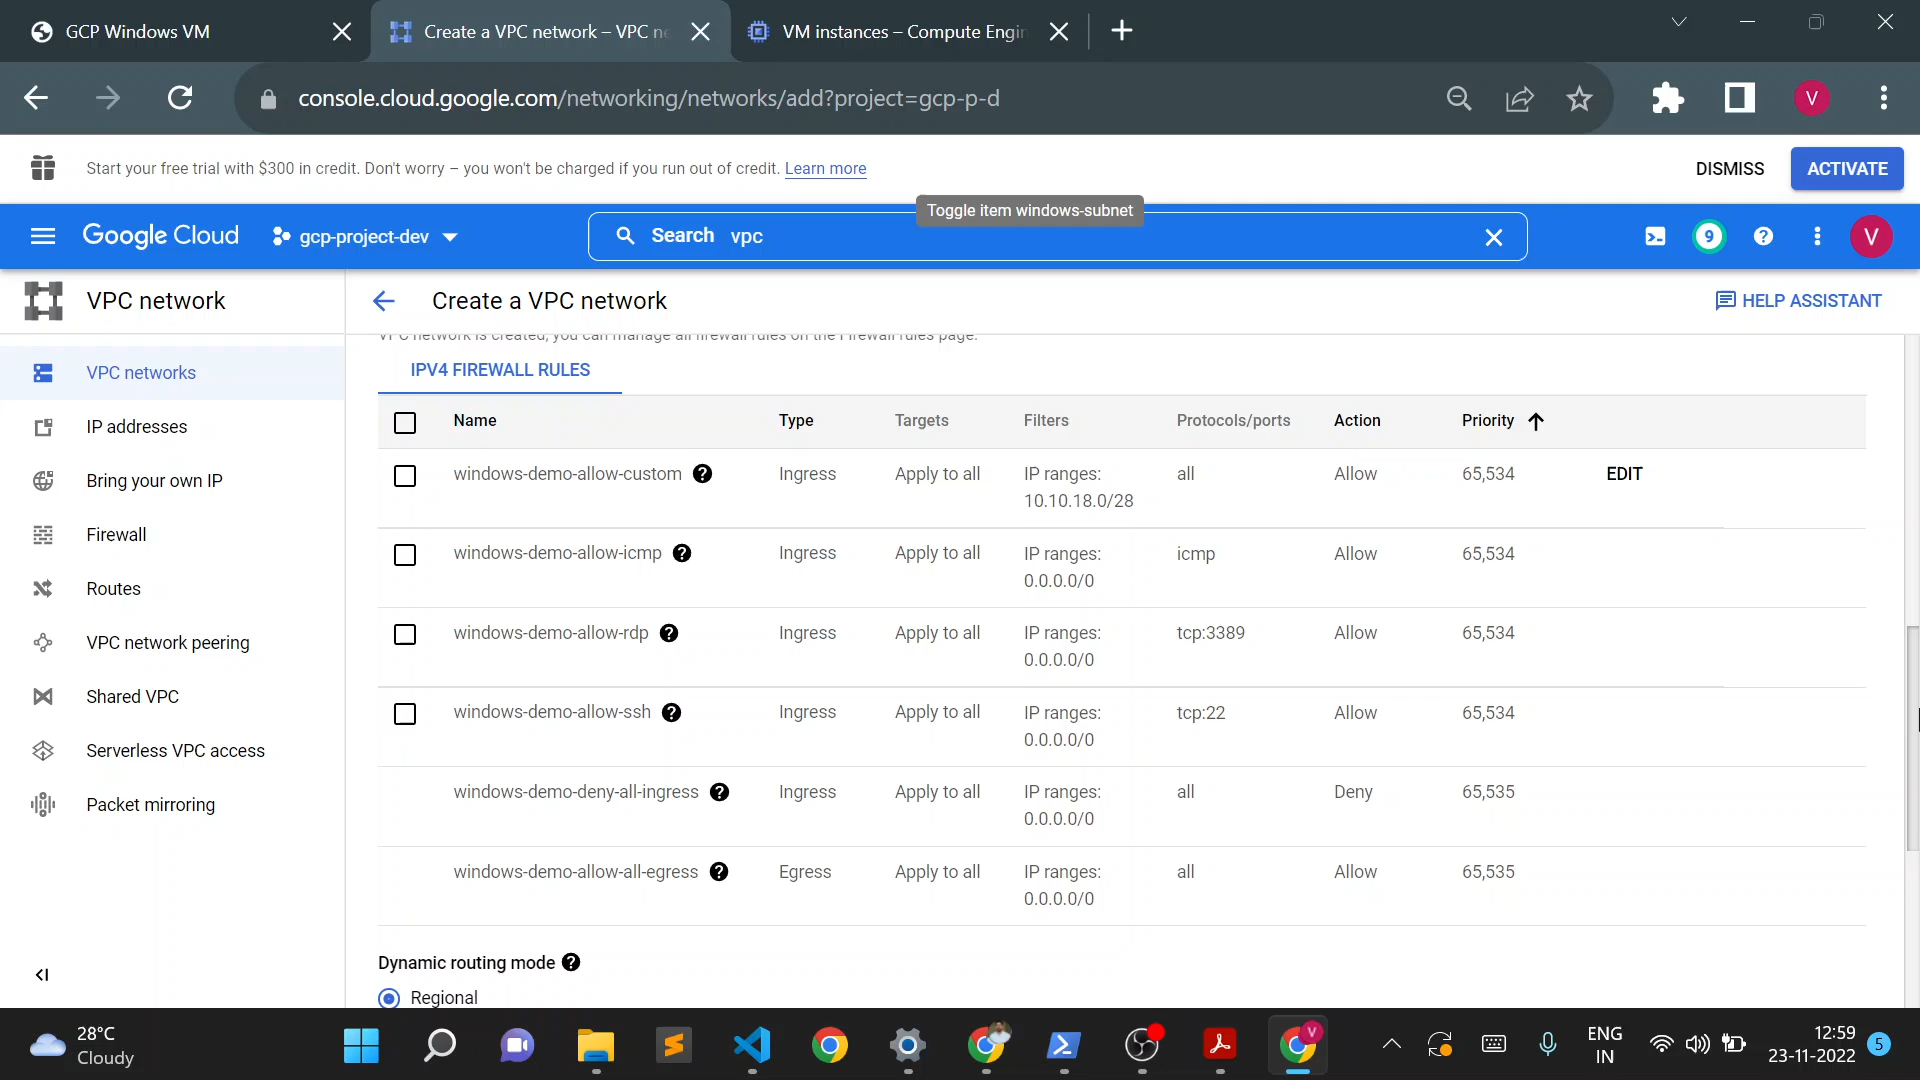 GCP Windows VM
Create a VPC network – VPC ne
VM instances – Compute Engin
console.cloud.google.com/networking/networks/add?project=gcp-p-d
V
Start your free trial with $300 in credit. Don't worry – you won't be charged if you run out of credit. Learn more
DISMISS
ACTIVATE
Toggle item windows-subnet
Google Cloud
gcp-project-dev
Search vpc
9
V
VPC network
Create a VPC network
HELP ASSISTANT
VPC network is created, you can manage all firewall rules on the Firewall rules page.
VPC networks
IP addresses
Bring your own IP
Firewall
Routes
VPC network peering
Shared VPC
Serverless VPC access
Packet mirroring
IPV4 FIREWALL RULES
Name Type Targets Filters Protocols/ports Action Priority
windows-demo-allow-custom Ingress Apply to all IP ranges: all Allow 65,534 EDIT
10.10.18.0/28
windows-demo-allow-icmp Ingress Apply to all IP ranges: icmp Allow 65,534
0.0.0.0/0
windows-demo-allow-rdp Ingress Apply to all IP ranges: tcp:3389 Allow 65,534
0.0.0.0/0
windows-demo-allow-ssh Ingress Apply to all IP ranges: tcp:22 Allow 65,534
0.0.0.0/0
windows-demo-deny-all-ingress Ingress Apply to all IP ranges: all Deny 65,535
0.0.0.0/0
windows-demo-allow-all-egress Egress Apply to all IP ranges: all Allow 65,535
0.0.0.0/0
Dynamic routing mode
Regional
28°C
Cloudy
V
ENG
IN
12:59
23-11-2022
5